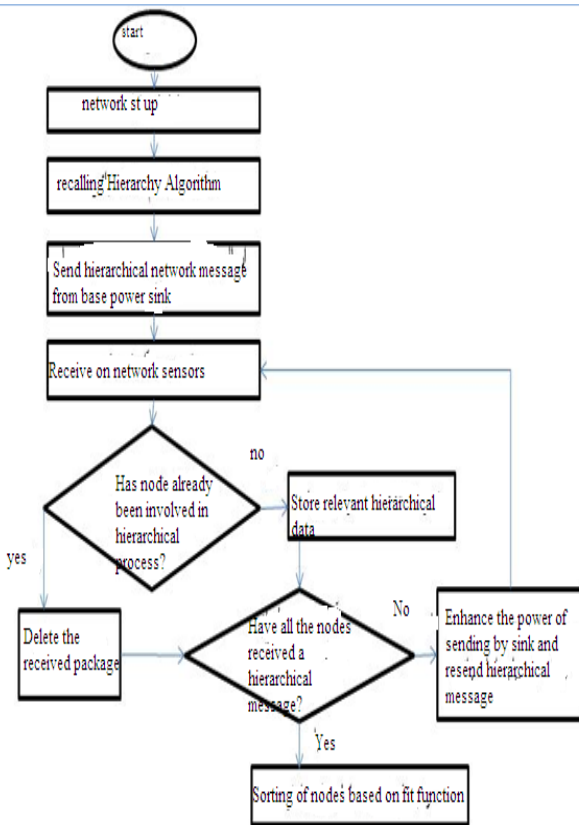 start
network st up
recalling Hierarchy Algorithm
Send hierarchical network message
from base power sink
Receive on network sensors
no
Has node already
been involved in
hierarchical
process?
Store relevant hierarchical
data
yes
Delete the
received package
Have all the nodes
received a
hierarchical
message?
No
Enhance the power of
sending by sink and
resend hierarchical
message
Yes
Sorting of nodes based on fit function